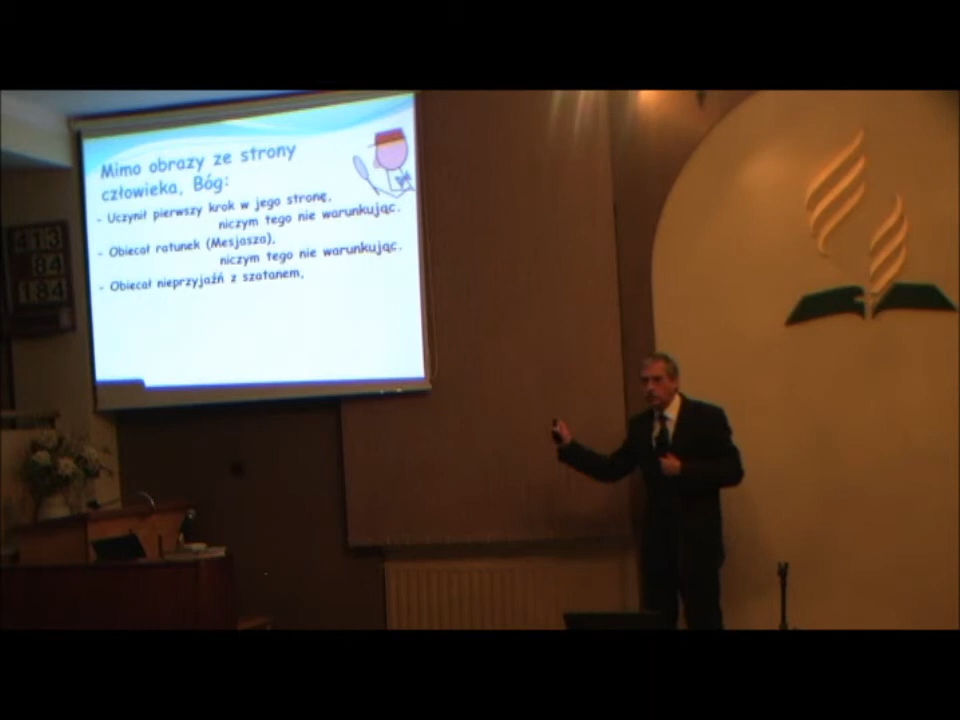 Mimo obrazy ze strony
człowieka, Bóg:
- Uczynił pierwszy krok w jego stronę,
niczym tego nie warunkując.
- Obiecał ratunek (Mesjasza),
niczym tego nie warunkując.
- Obiecał nieprzyjaźń z szatanem,
413
84
184